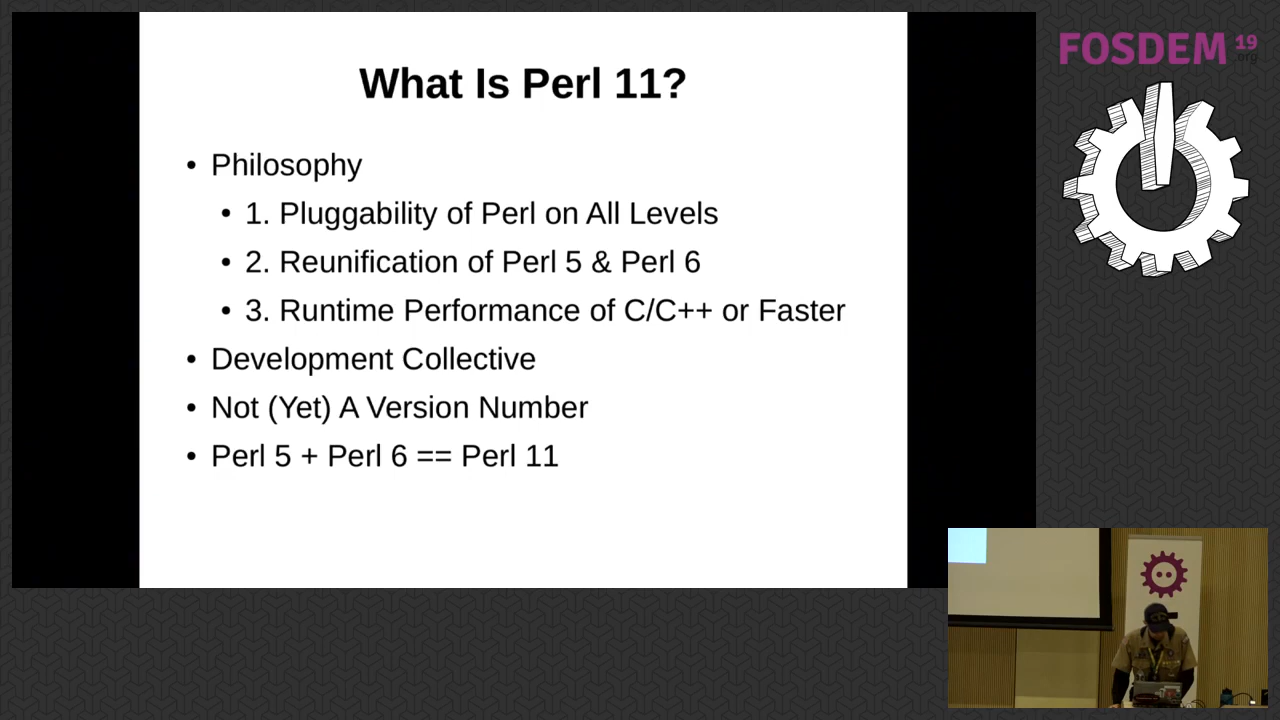 What Is Perl 11?
• Philosophy
• 1. Pluggability of Perl on All Levels
• 2. Reunification of Perl 5 & Perl 6
• 3. Runtime Performance of C/C++ or Faster
• Development Collective
• Not (Yet) A Version Number
• Perl 5 + Perl 6 == Perl 11
FOSDEM 19
.org